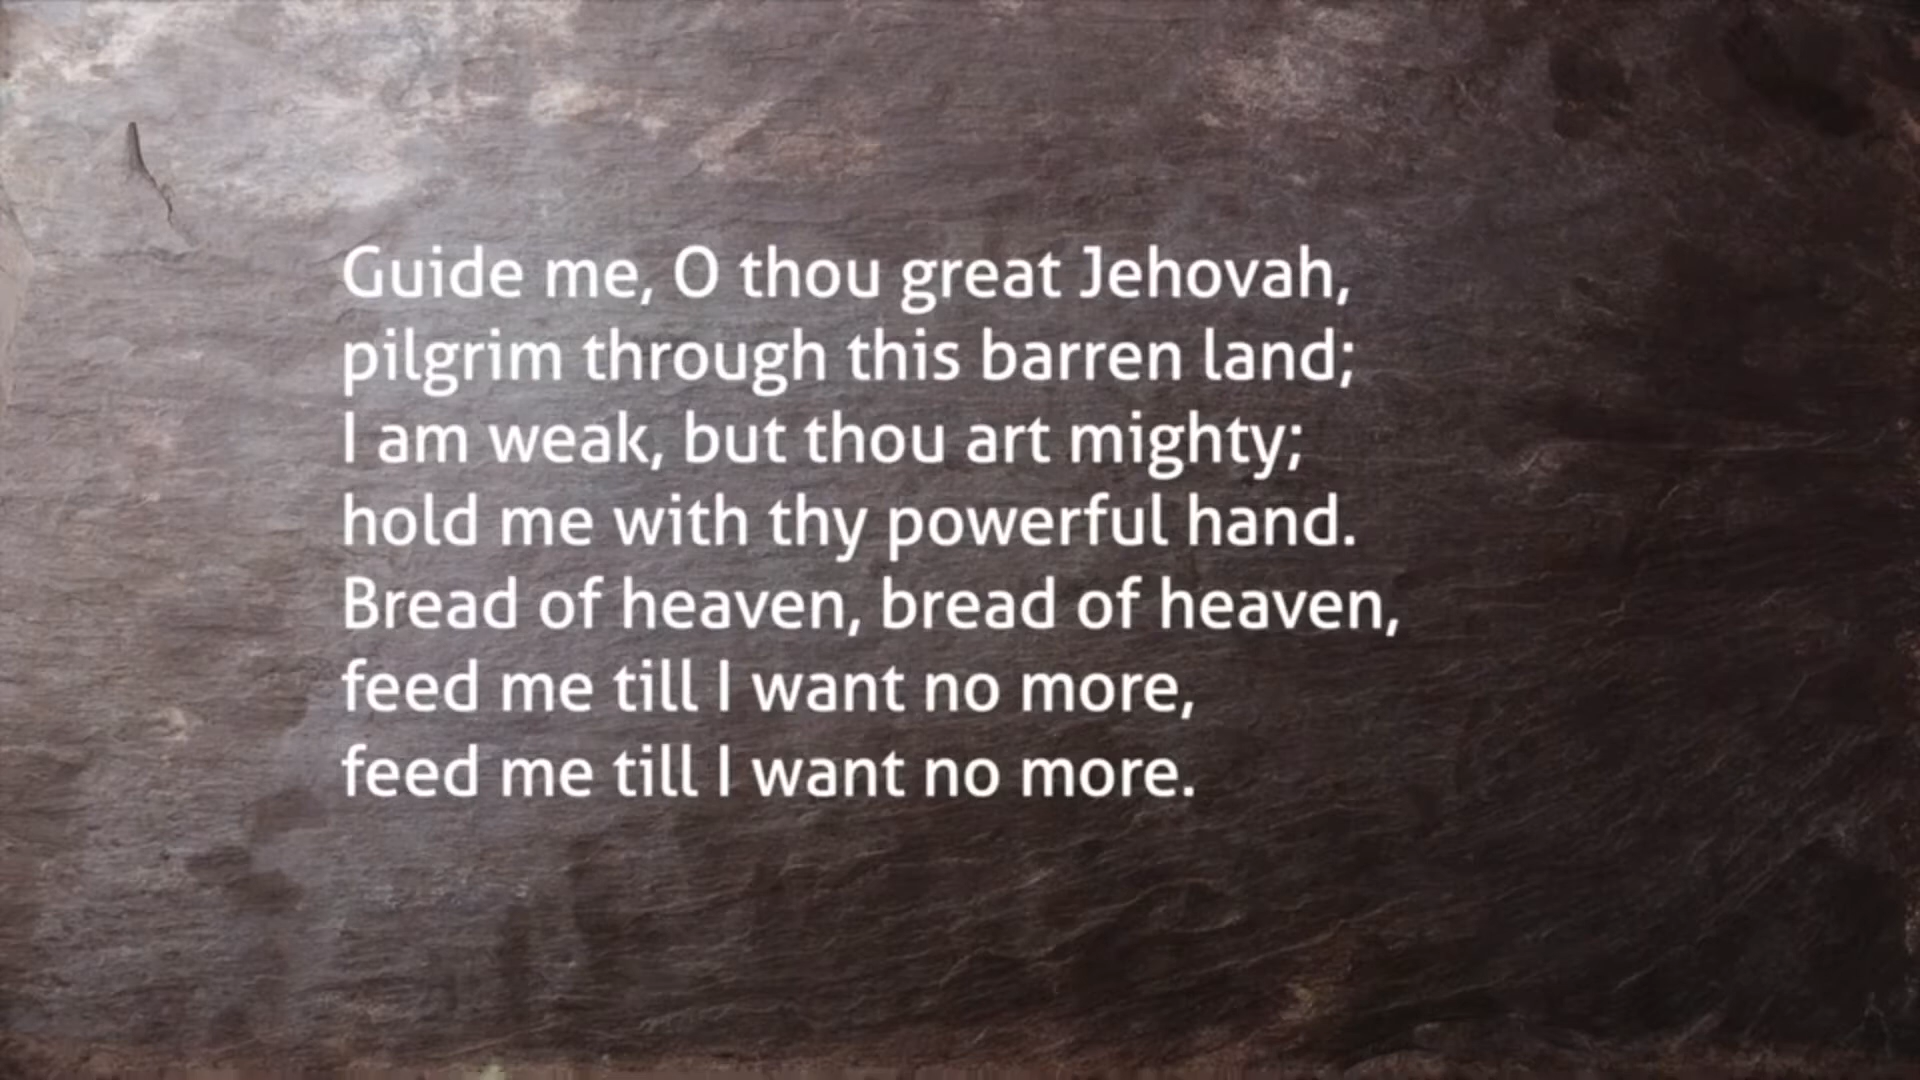 Guide me, O thou great Jehovah,
pilgrim through this barren land;
I am weak, but thou art mighty;
hold me with thy powerful hand.
Bread of heaven, bread of heaven,
feed me till I want no more,
feed me till I want no more.